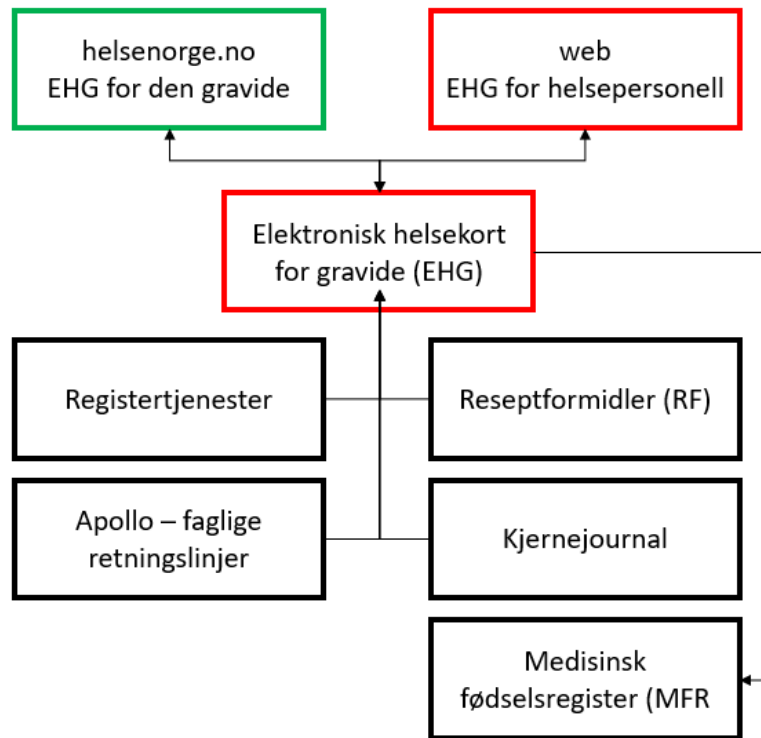 helsenorge.no
EHG for den gravide
web
EHG for helsepersonell
Elektronisk helsekort
for gravide (EHG)
Registertjenester
Reseptformidler (RF)
Apollo – faglige
retningslinjer
Kjernejournal
Medisinsk
fødselsregister (MFR